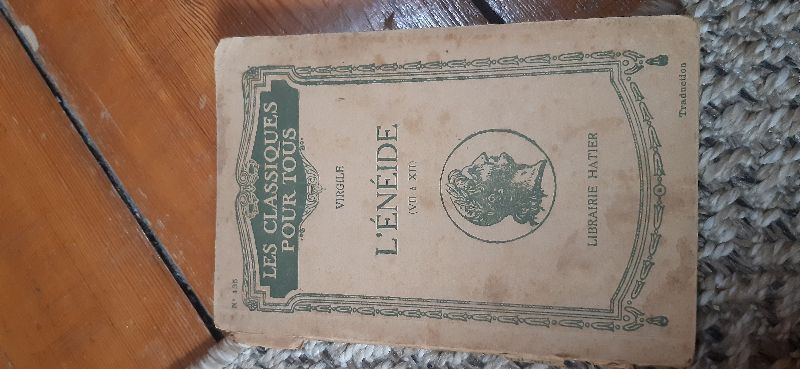 LES CLASSIQUES
POUR TOUS
VIRGILE
L'ÉNÉIDE
(VII à XII)
LIBRAIRIE HATIER
Traduction